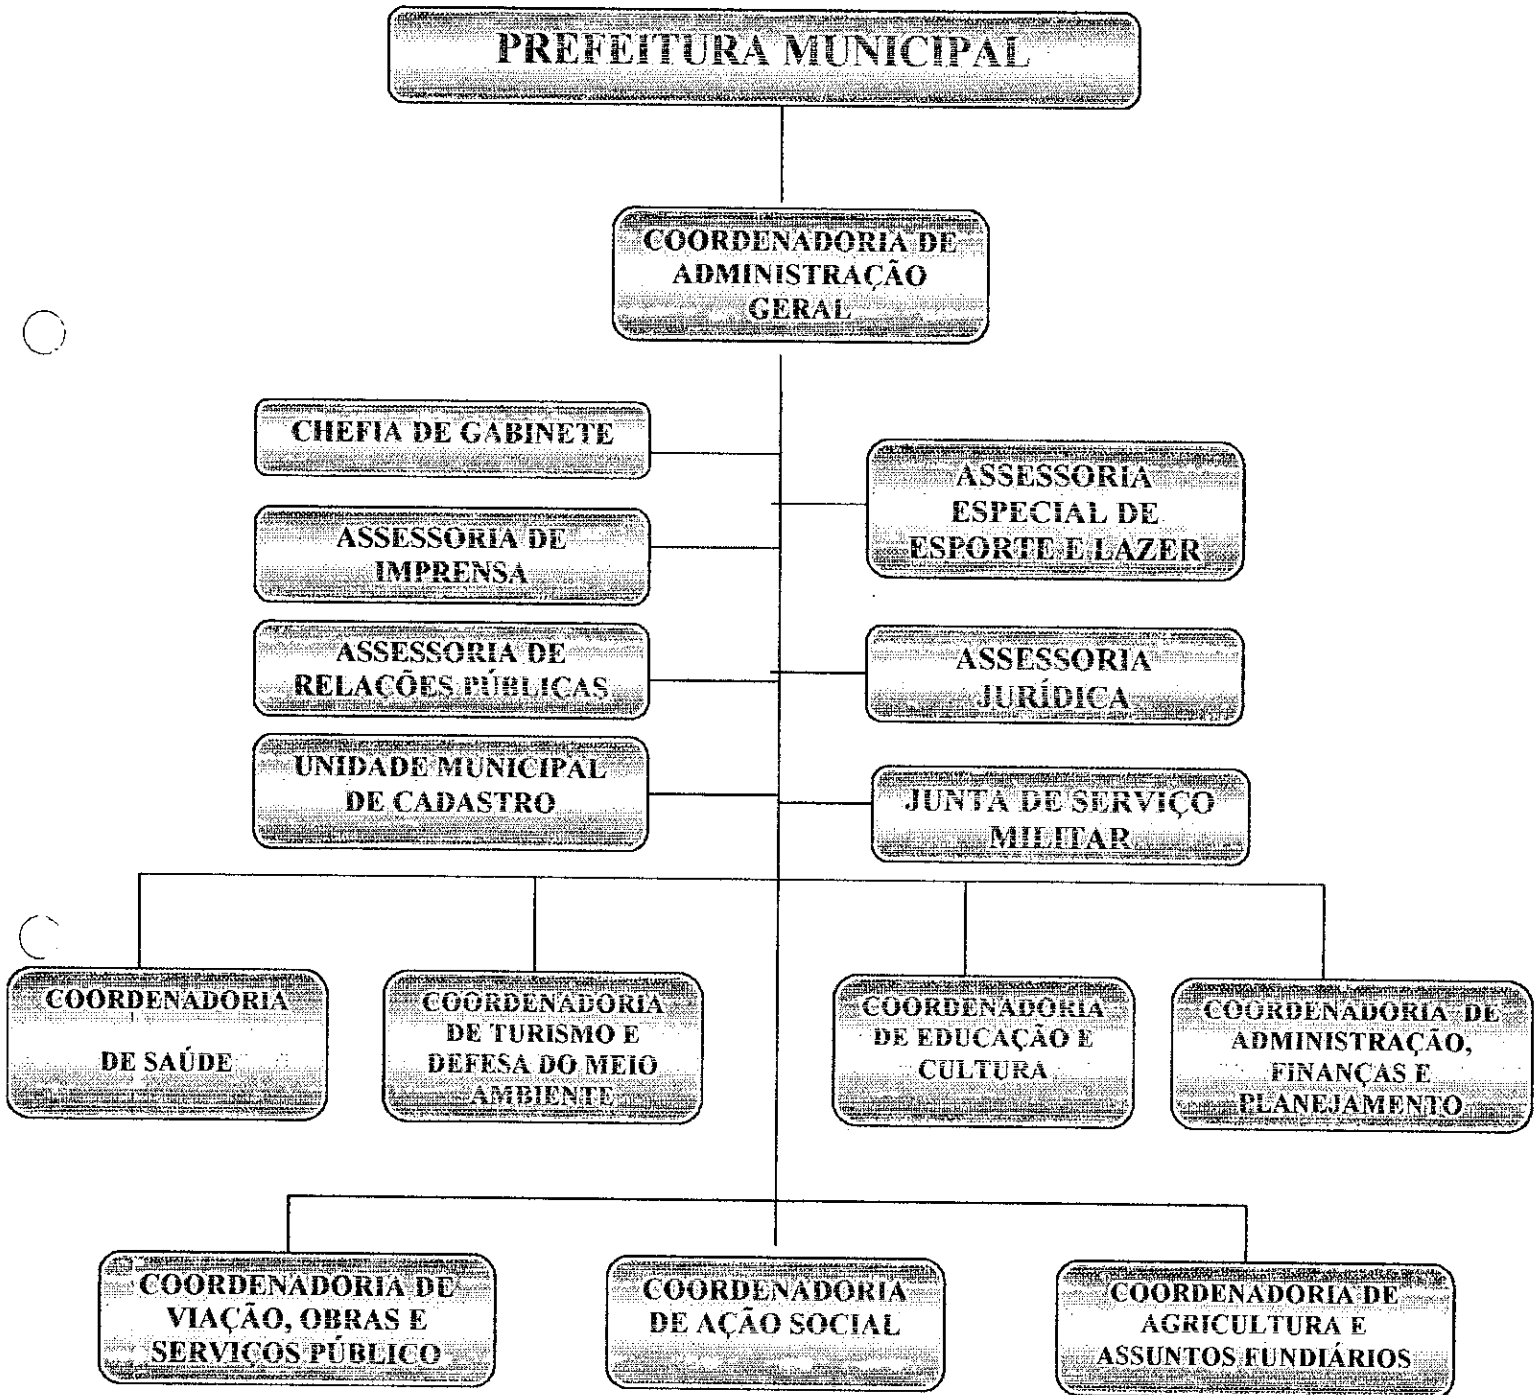 PREFEITURA MUNICIPAL
COORDENADORIA DE
ADMINISTRAÇÃO
GERAL
CHEFIA DE GABINETE
ASSESSORIA
ESPECIAL DE
ESPORTE E LAZER
ASSESSORIA DE
IMPRENSA
ASSESSORIA DE
RELAÇÕES PÚBLICAS
ASSESSORIA
JURÍDICA
UNIDADE MUNICIPAL
DE CADASTRO
JUNTA DE SERVIÇO
MILITAR
COORDENADORIA
DE SAÚDE
COORDENADORIA
DE TURISMO E
DEFESA DO MEIO
AMBIENTE
COORDENADORIA
DE EDUCAÇÃO E
CULTURA
COORDENADORIA DE
ADMINISTRAÇÃO,
FINANÇAS E
PLANEJAMENTO
COORDENADORIA DE
VIAÇÃO, OBRAS E
SERVIÇOS PÚBLICO
COORDENADORIA
DE AÇÃO SOCIAL
COORDENADORIA DE
AGRICULTURA E
ASSUNTOS FUNDIÁRIOS